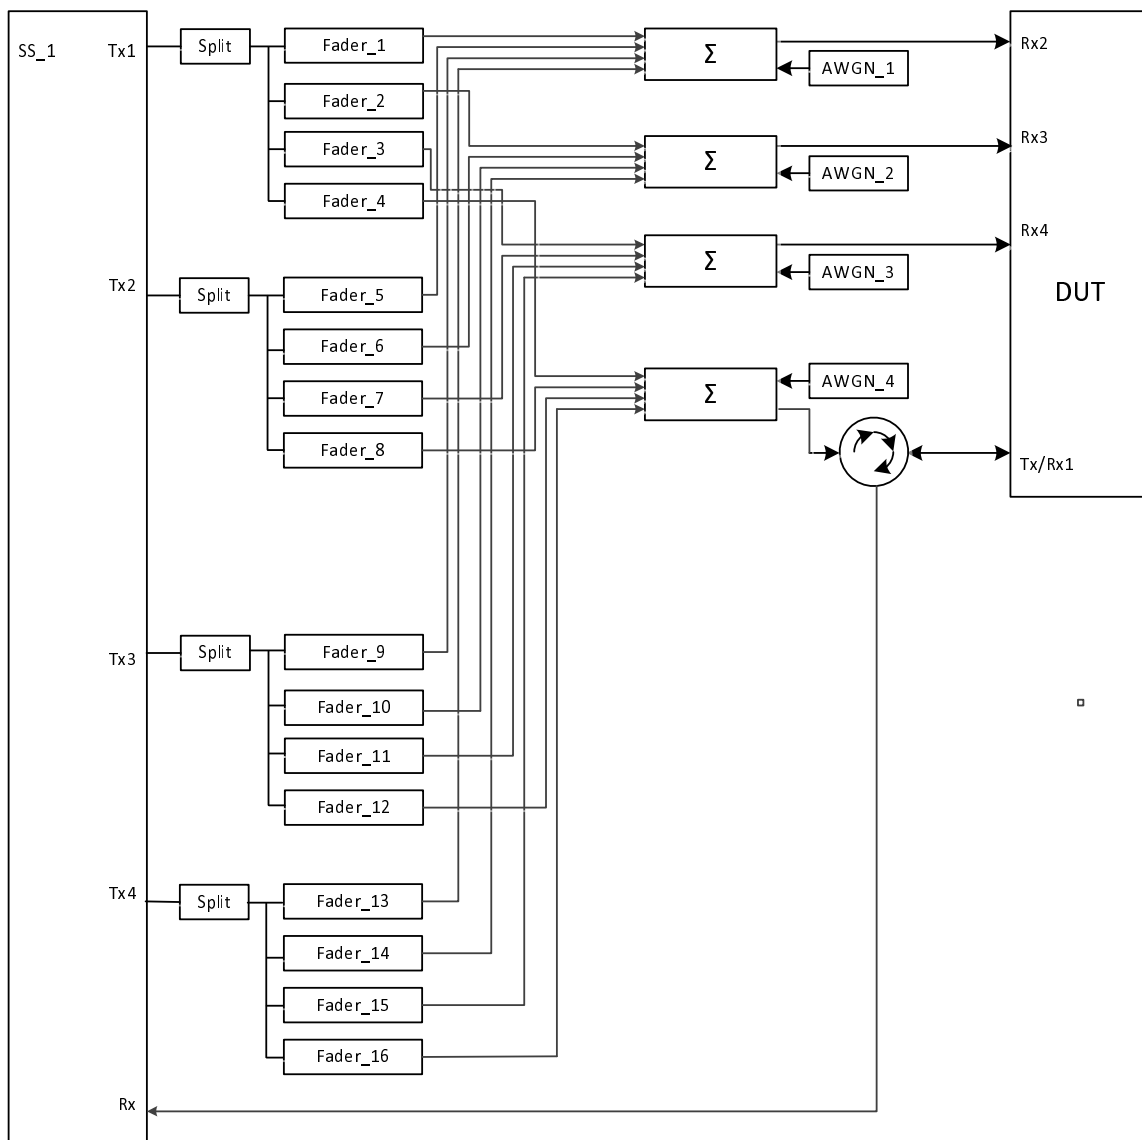 SS_1
Tx1
Split
Fader_1
Fader_2
Fader_3
Fader_4
Σ
AWGN_1
Rx2
Σ
AWGN_2
Rx3
Σ
AWGN_3
Rx4
DUT
Tx2
Split
Fader_5
Fader_6
Fader_7
Fader_8
Σ
AWGN_4
Tx/Rx1
Tx3
Split
Fader_9
Fader_10
Fader_11
Fader_12
Tx4
Split
Fader_13
Fader_14
Fader_15
Fader_16
Rx